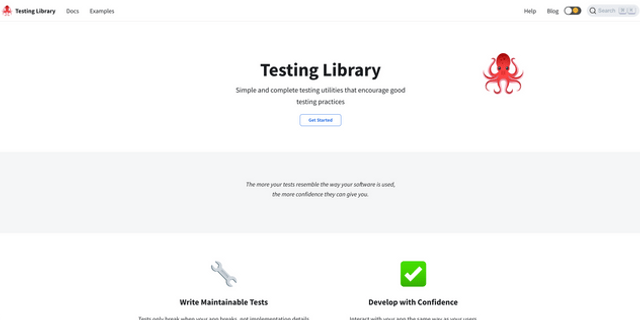 Testing Library Docs Examples Help Blog Search
Testing Library
Simple and complete testing utilities that encourage good
testing practices
Get Started
The more your tests resemble the way your software is used,
the more confidence they can give you.
Write Maintainable Tests Develop with Confidence
Tests only break when your app breaks, not implementation details Interact with your app the same way as your users